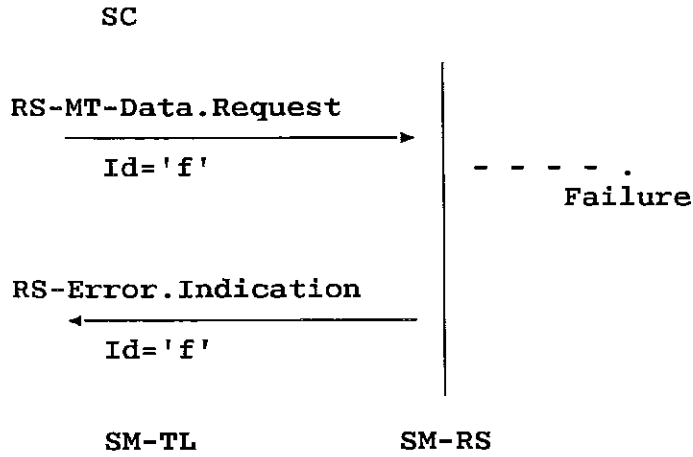 SC
RS-MT-Data.Request
Id='f'
Failure
RS-Error.Indication
Id='f'
SM-TL SM-RS